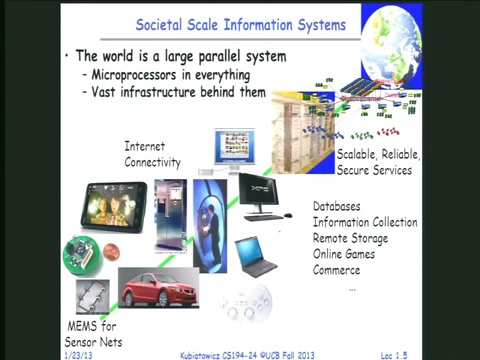 Societal Scale Information Systems
• The world is a large parallel system
– Microprocessors in everything
– Vast infrastructure behind them
Internet
Connectivity
Scalable, Reliable,
Secure Services
Databases
Information Collection
Remote Storage
Online Games
Commerce
…
MEMS for
Sensor Nets
1/23/13
Kubiatowicz CS194-24 ©UCB Fall 2013
Lec 1.5